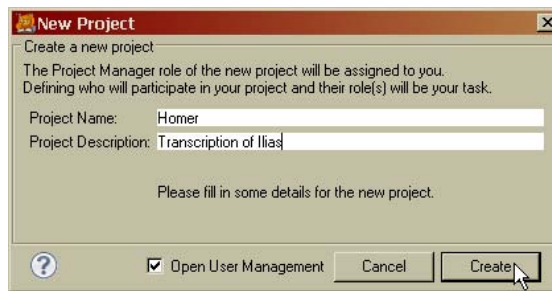 New Project
Create a new project
The Project Manager role of the new project will be assigned to you.
Defining who will participate in your project and their role(s) will be your task.
Project Name: Homer
Project Description: Transcription of Ilias
Please fill in some details for the new project.
? Open User Management Cancel Create